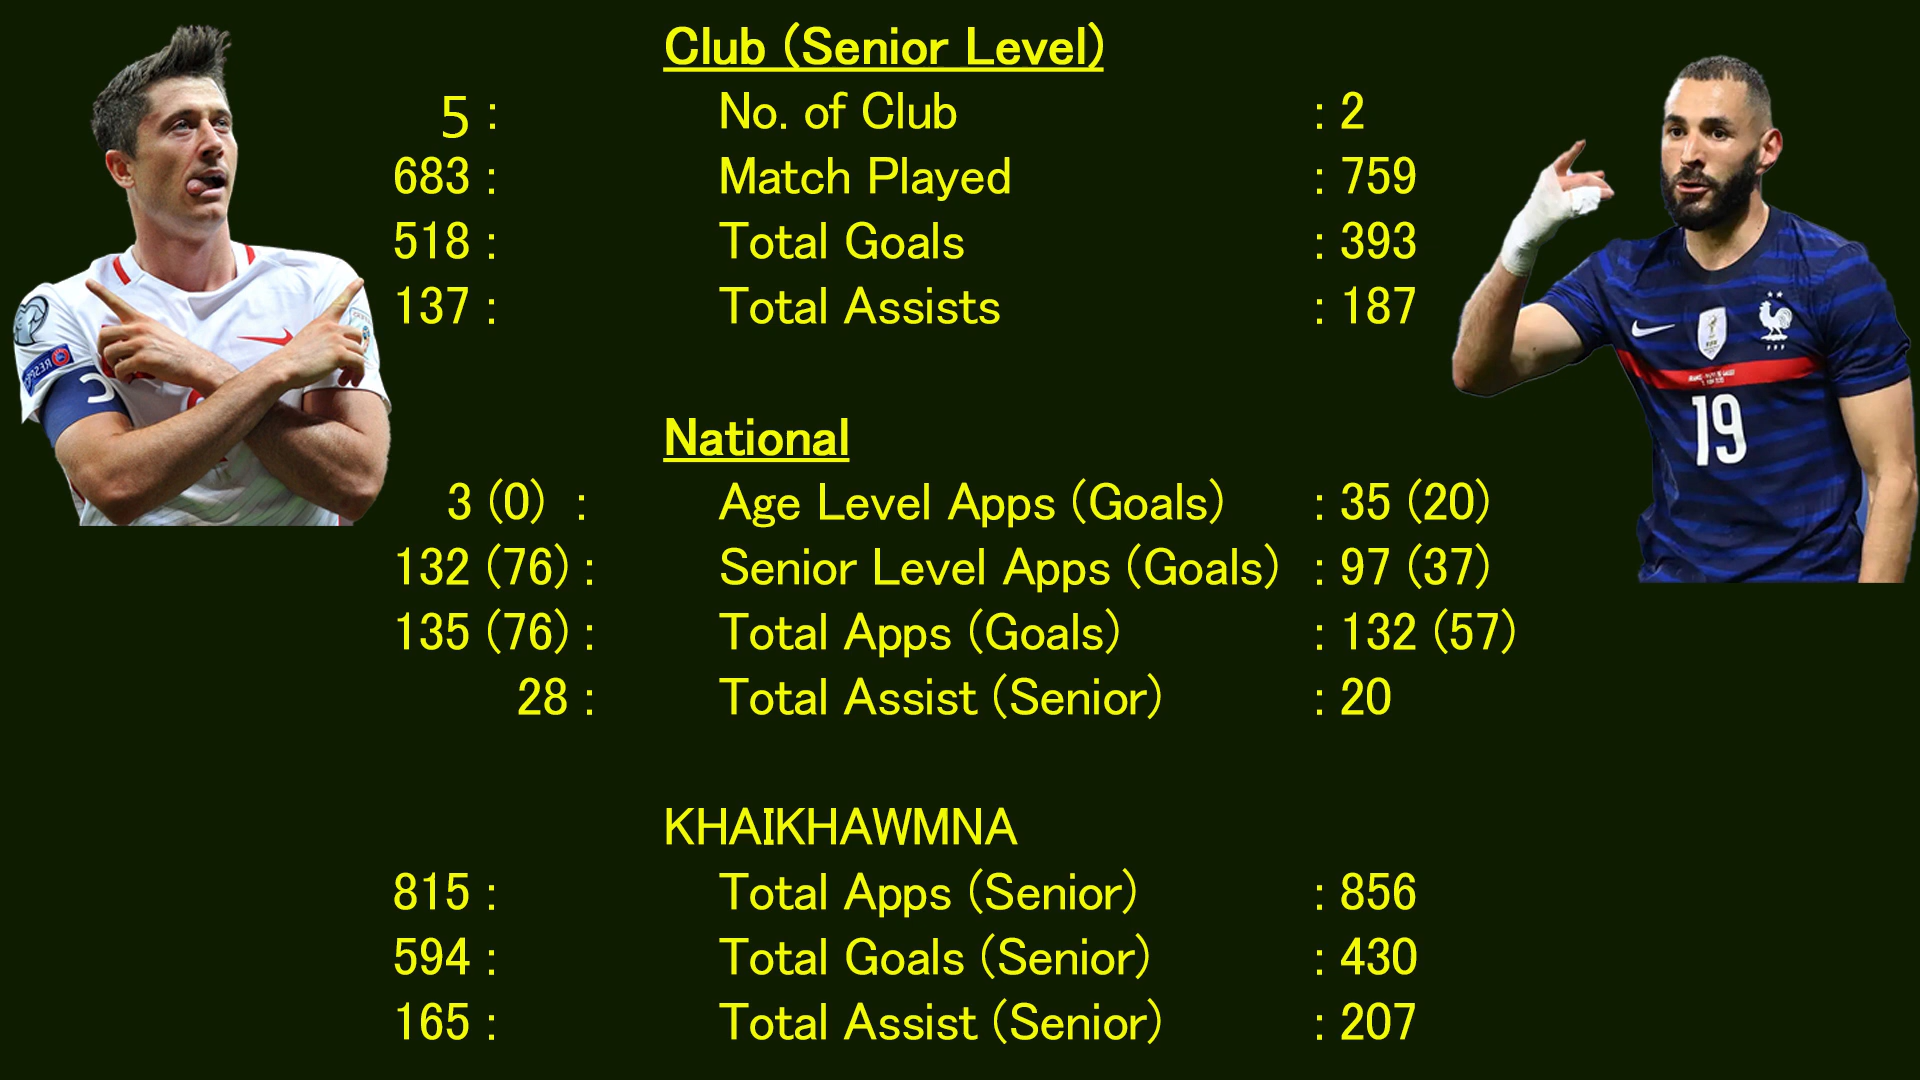 Club (Senior Level)
5 : No. of Club : 2
683 : Match Played : 759
518 : Total Goals : 393
137 : Total Assists : 187
National
3 (0) : Age Level Apps (Goals) : 35 (20)
132 (76) : Senior Level Apps (Goals) : 97 (37)
135 (76) : Total Apps (Goals) : 132 (57)
28 : Total Assist (Senior) : 20
KHAIKHAWMNA
815 : Total Apps (Senior) : 856
594 : Total Goals (Senior) : 430
165 : Total Assist (Senior) : 207
19